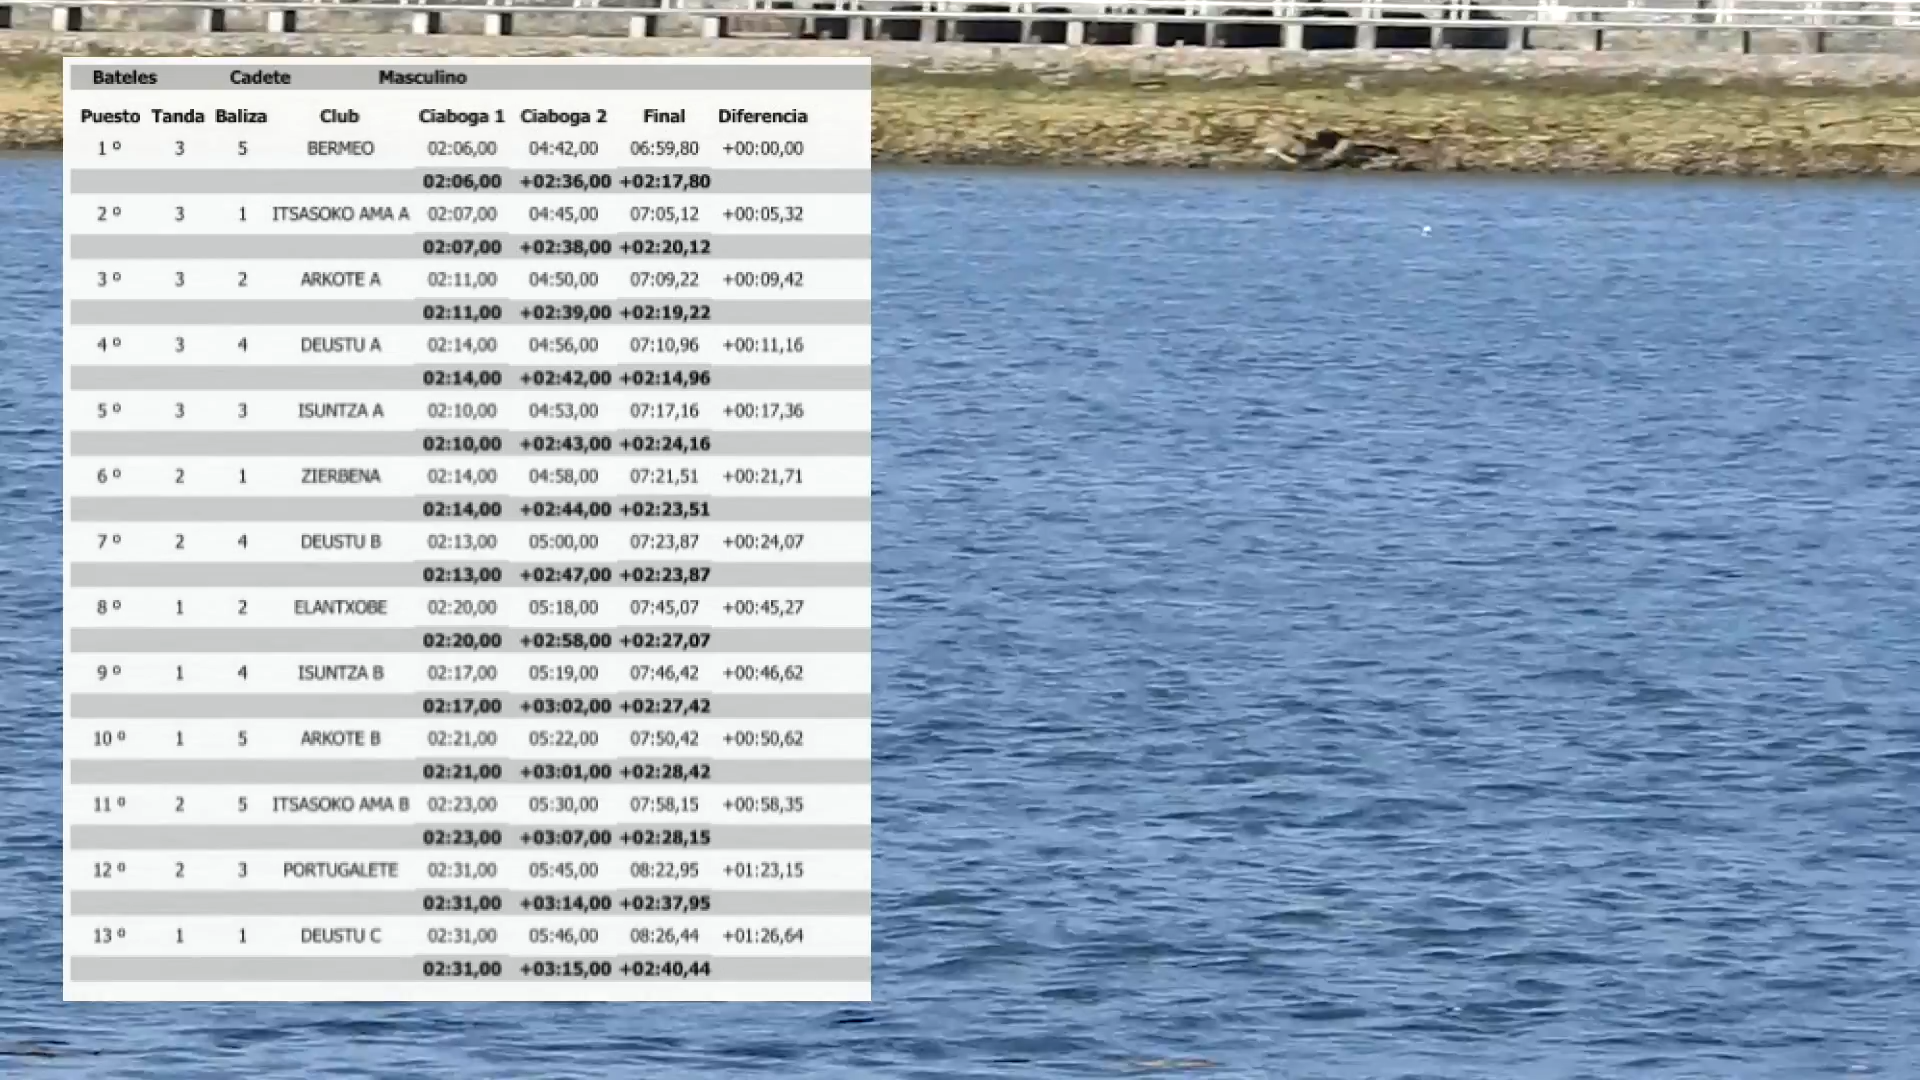 Bateles Cadete Masculino
Puesto Tanda Baliza Club Ciaboga 1 Ciaboga 2 Final Diferencia
1 º 3 5 BERMEO 02:06,00 04:42,00 06:59,80 +00:00,00
02:06,00 +02:36,00 +02:17,80
2 º 3 1 ITSASOKO AMA A 02:07,00 04:45,00 07:05,12 +00:05,32
02:07,00 +02:38,00 +02:20,12
3 º 3 2 ARKOTE A 02:11,00 04:50,00 07:09,22 +00:09,42
02:11,00 +02:39,00 +02:19,22
4 º 3 4 DEUSTU A 02:14,00 04:56,00 07:10,96 +00:11,16
02:14,00 +02:42,00 +02:14,96
5 º 3 3 ISUNTZA A 02:10,00 04:53,00 07:17,16 +00:17,36
02:10,00 +02:43,00 +02:24,16
6 º 2 1 ZIERBENA 02:14,00 04:58,00 07:21,51 +00:21,71
02:14,00 +02:44,00 +02:23,51
7 º 2 4 DEUSTU B 02:13,00 05:00,00 07:23,87 +00:24,07
02:13,00 +02:47,00 +02:23,87
8 º 1 2 ELANTXOBE 02:20,00 05:18,00 07:45,07 +00:45,27
02:20,00 +02:58,00 +02:27,07
9 º 1 4 ISUNTZA B 02:17,00 05:19,00 07:46,42 +00:46,62
02:17,00 +03:02,00 +02:27,42
10 º 1 5 ARKOTE B 02:21,00 05:22,00 07:50,42 +00:50,62
02:21,00 +03:01,00 +02:28,42
11 º 2 5 ITSASOKO AMA B 02:23,00 05:30,00 07:58,15 +00:58,35
02:23,00 +03:07,00 +02:28,15
12 º 2 3 PORTUGALETE 02:31,00 05:45,00 08:22,95 +01:23,15
02:31,00 +03:14,00 +02:37,95
13 º 1 1 DEUSTU C 02:31,00 05:46,00 08:26,44 +01:26,64
02:31,00 +03:15,00 +02:40,44